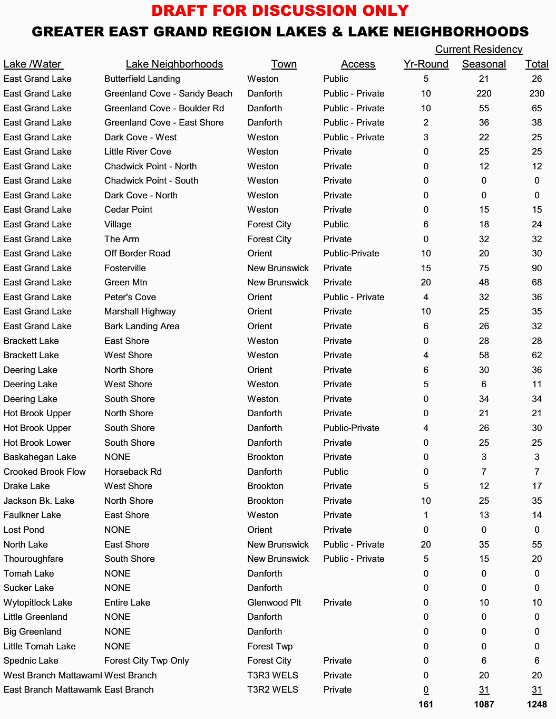 DRAFT FOR DISCUSSION ONLY
GREATER EAST GRAND REGION LAKES & LAKE NEIGHBORHOODS
Current Residency
Lake /Water Lake Neighborhoods Town Access Yr-Round Seasonal Total
East Grand Lake Butterfield Landing Weston Public 5 21 26
East Grand Lake Greenland Cove - Sandy Beach Danforth Public - Private 10 220 230
East Grand Lake Greenland Cove - Boulder Rd Danforth Public - Private 10 55 65
East Grand Lake Greenland Cove - East Shore Danforth Public - Private 2 36 38
East Grand Lake Dark Cove - West Weston Public - Private 3 22 25
East Grand Lake Little River Cove Weston Private 0 25 25
East Grand Lake Chadwick Point - North Weston Private 0 12 12
East Grand Lake Chadwick Point - South Weston Private 0 0 0
East Grand Lake Dark Cove - North Weston Private 0 0 0
East Grand Lake Cedar Point Weston Private 0 15 15
East Grand Lake Village Forest City Public 6 18 24
East Grand Lake The Arm Forest City Private 0 32 32
East Grand Lake Off Border Road Orient Public-Private 10 20 30
East Grand Lake Fosterville New Brunswick Private 15 75 90
East Grand Lake Green Mtn New Brunswick Private 20 48 68
East Grand Lake Peter's Cove Orient Public - Private 4 32 36
East Grand Lake Marshall Highway Orient Private 10 25 35
East Grand Lake Bark Landing Area Orient Private 6 26 32
Brackett Lake East Shore Weston Private 0 28 28
Brackett Lake West Shore Weston Private 4 58 62
Deering Lake North Shore Orient Private 6 30 36
Deering Lake West Shore Weston Private 5 6 11
Deering Lake South Shore Weston Private 0 34 34
Hot Brook Upper North Shore Danforth Private 0 21 21
Hot Brook Upper South Shore Danforth Public-Private 4 26 30
Hot Brook Lower South Shore Danforth Private 0 25 25
Baskahegan Lake NONE Brookton Private 0 3 3
Crooked Brook Flow Horseback Rd Danforth Public 0 7 7
Drake Lake West Shore Brookton Private 5 12 17
Jackson Bk. Lake North Shore Brookton Private 10 25 35
Faulkner Lake East Shore Weston Private 1 13 14
Lost Pond NONE Orient Private 0 0 0
North Lake East Shore New Brunswick Public - Private 20 35 55
Thouroughfare South Shore New Brunswick Public - Private 5 15 20
Tomah Lake NONE Danforth 0 0 0
Sucker Lake NONE Danforth 0 0 0
Wytopitlock Lake Entire Lake Glenwood Plt Private 0 10 10
Little Greenland NONE Danforth 0 0 0
Big Greenland NONE Danforth 0 0 0
Little Tomah Lake NONE Forest Twp 0 0 0
Spednic Lake Forest City Twp Only Forest City Private 0 6 6
West Branch Mattawaml West Branch T3R3 WELS Private 0 20 20
East Branch Mattawamk East Branch T3R2 WELS Private 0 31 31
161 1087 1248